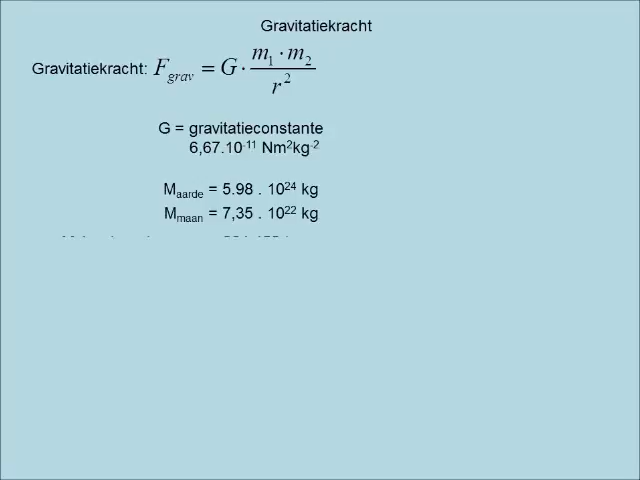 Gravitatiekracht
Gravitatiekracht: F_grav = G · (m₁ · m₂) / r²
G = gravitatieconstante
6,67.10⁻¹¹ Nm²kg⁻²
M_aarde = 5.98 . 10²⁴ kg
M_maan = 7,35 . 10²² kg